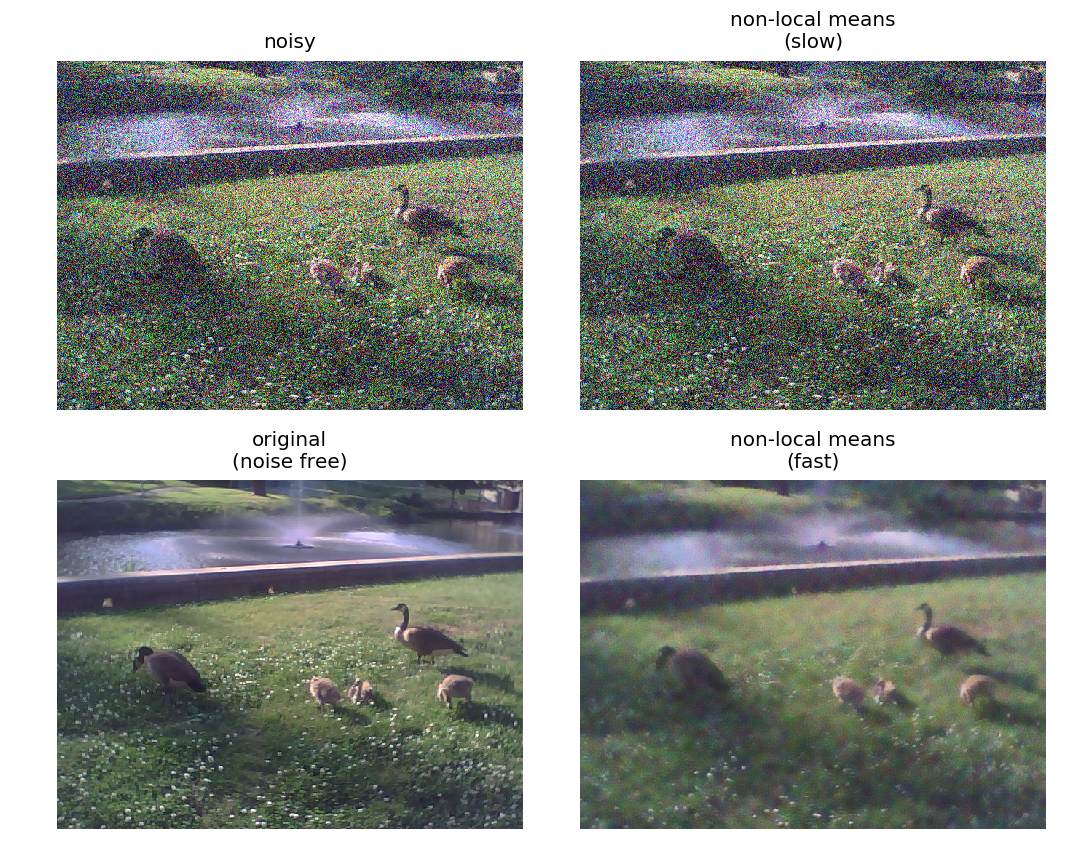 noisy
non-local means
(slow)
original
(noise free)
non-local means
(fast)